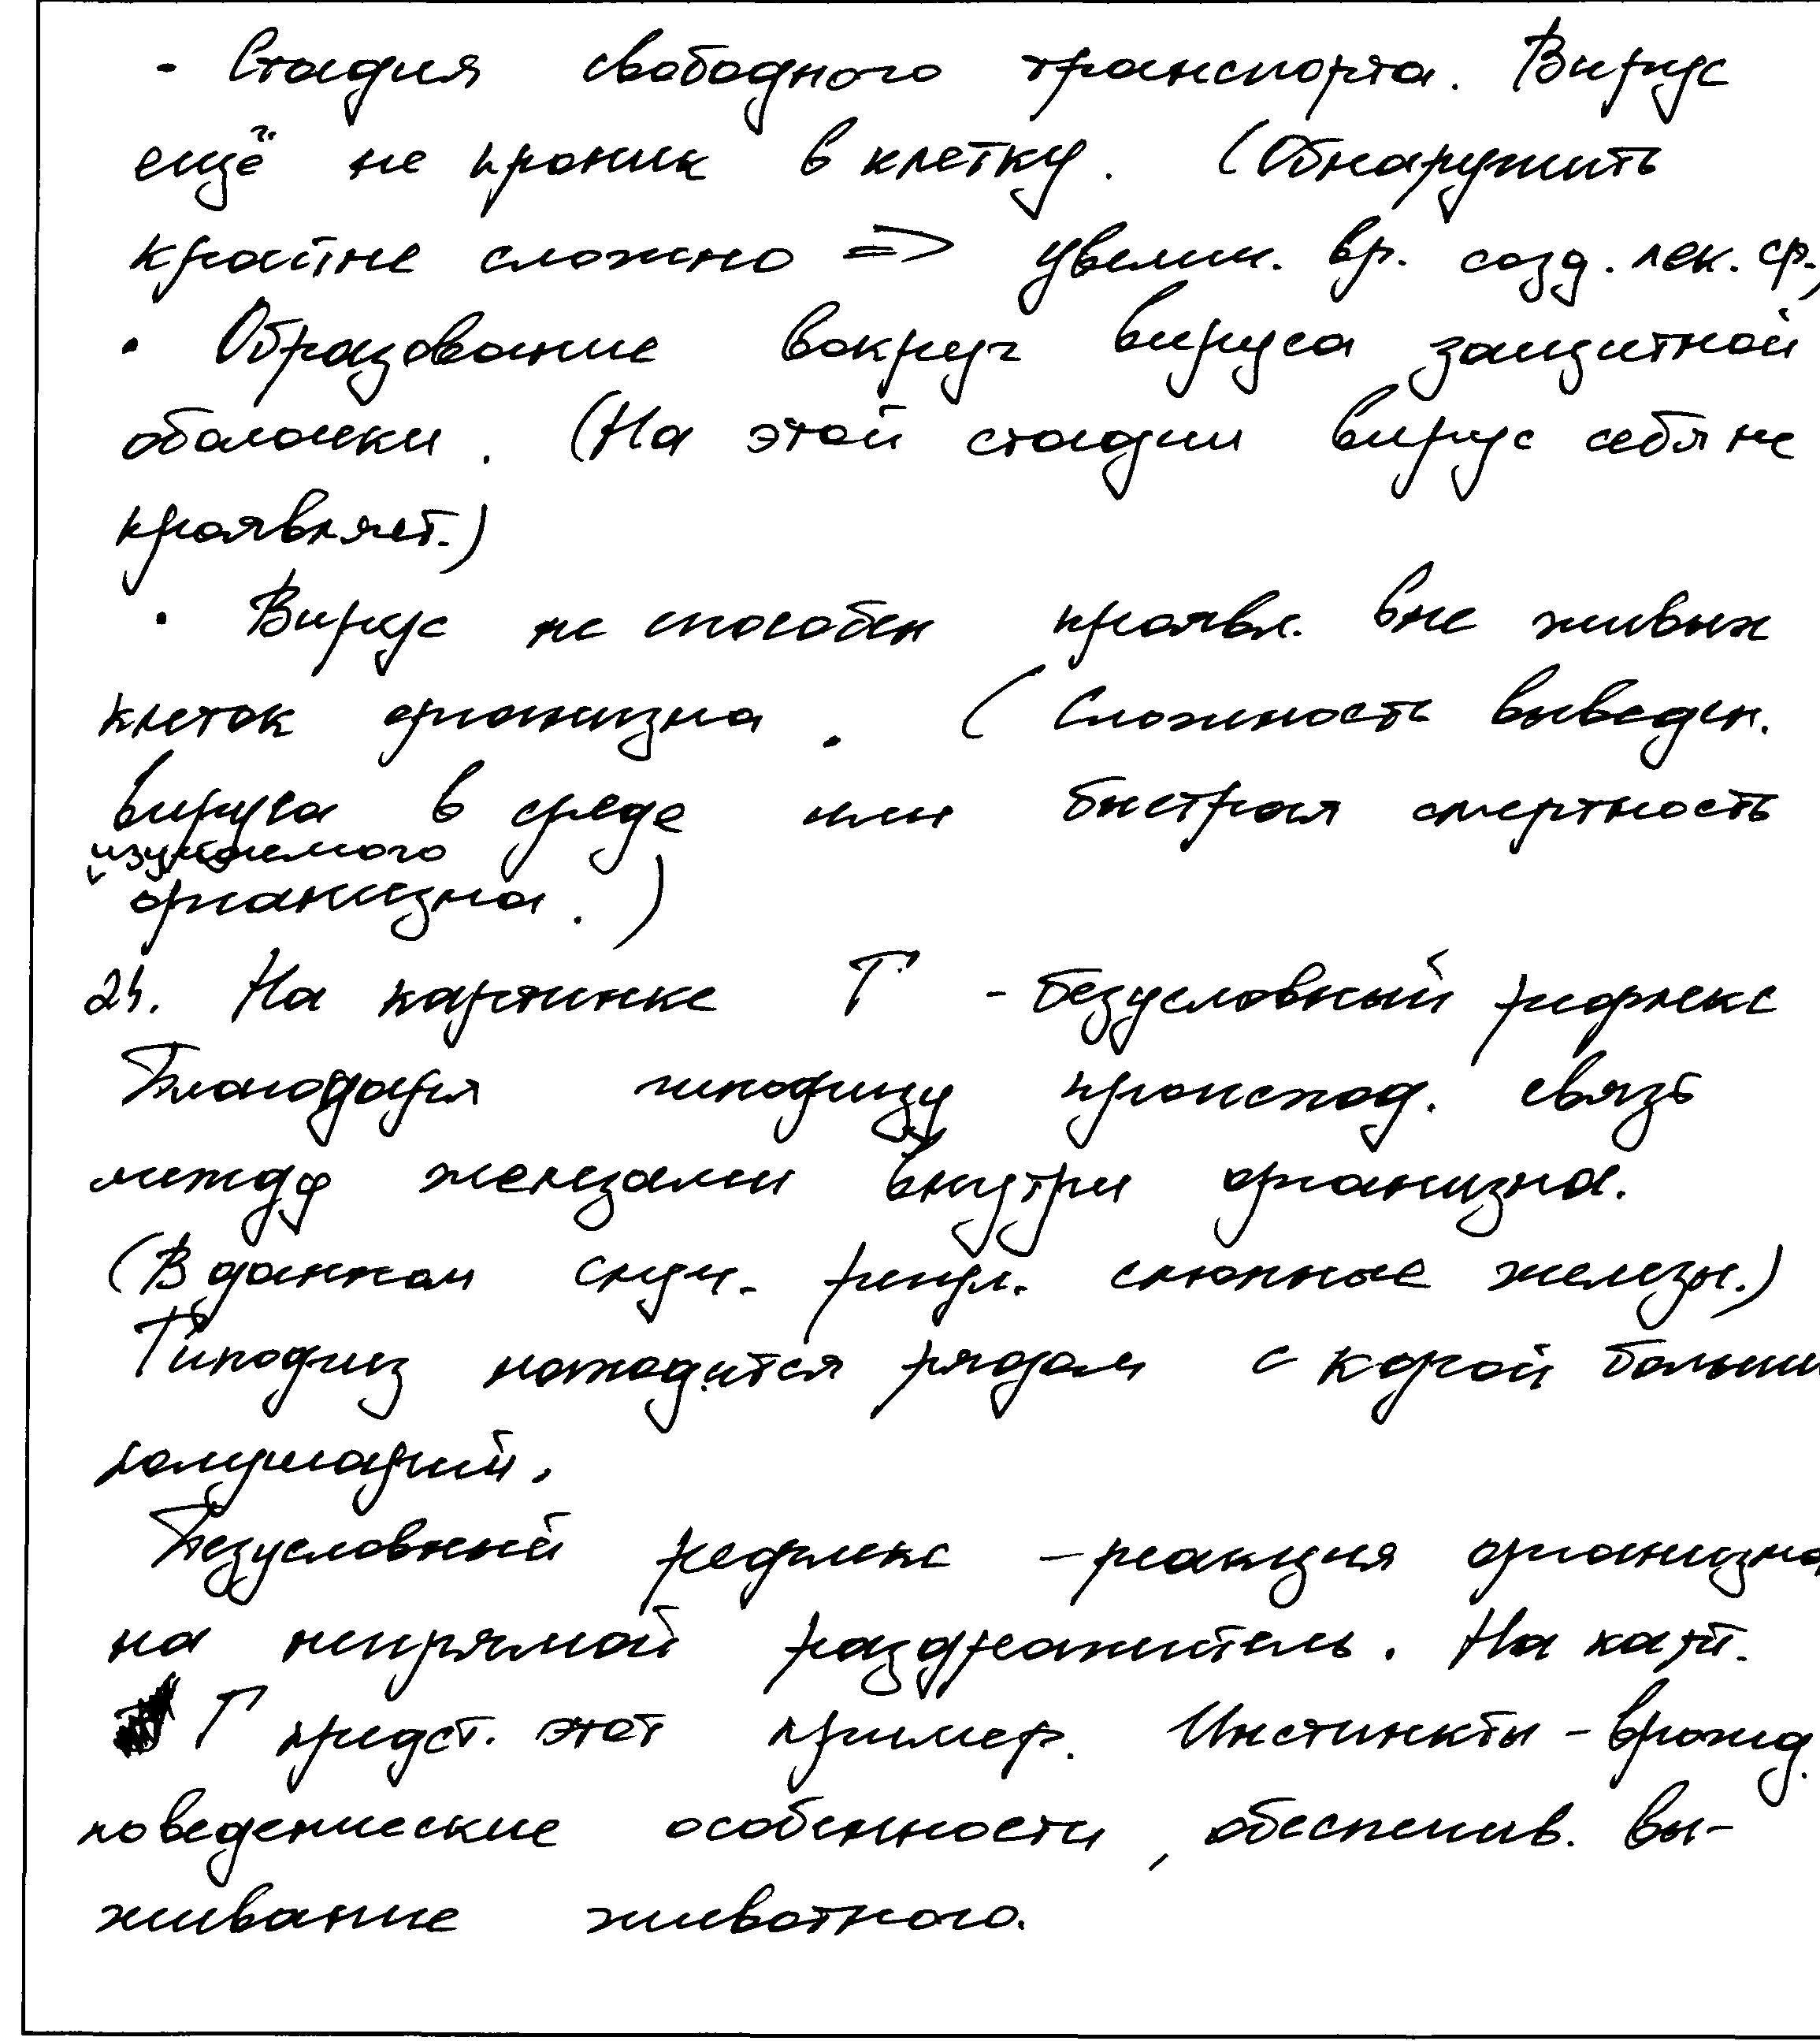 - Стадия свободного транспорта. Вирус
ещё не проник в клетку. (Обнаружить
крайне сложно => увелич. вр. созд. лек. ср.)
• Образование вокруг вируса защитной
оболочки. (На этой стадии вирус себя не
проявляет.)
• Вирус не способен проявл. вне живых
клеток организма. (Сложность выведен.
вируса в среде или быстрая смертность
изучаемого
организма.)
24. На картинке Г - безусловный рефлекс
Благодаря гипофизу происход. связь
между железами внутри организма.
(В данном случ. регул. слюнные железы.)
Гипофиз находится рядом с корой больши
полушарий.
Безусловный рефлекс - реакция организма
на непрямой раздражитель. На карт.
Г предст. этот пример. Инстинкты - врожд.
поведенческие особенности, обеспечив. вы-
живание животного.